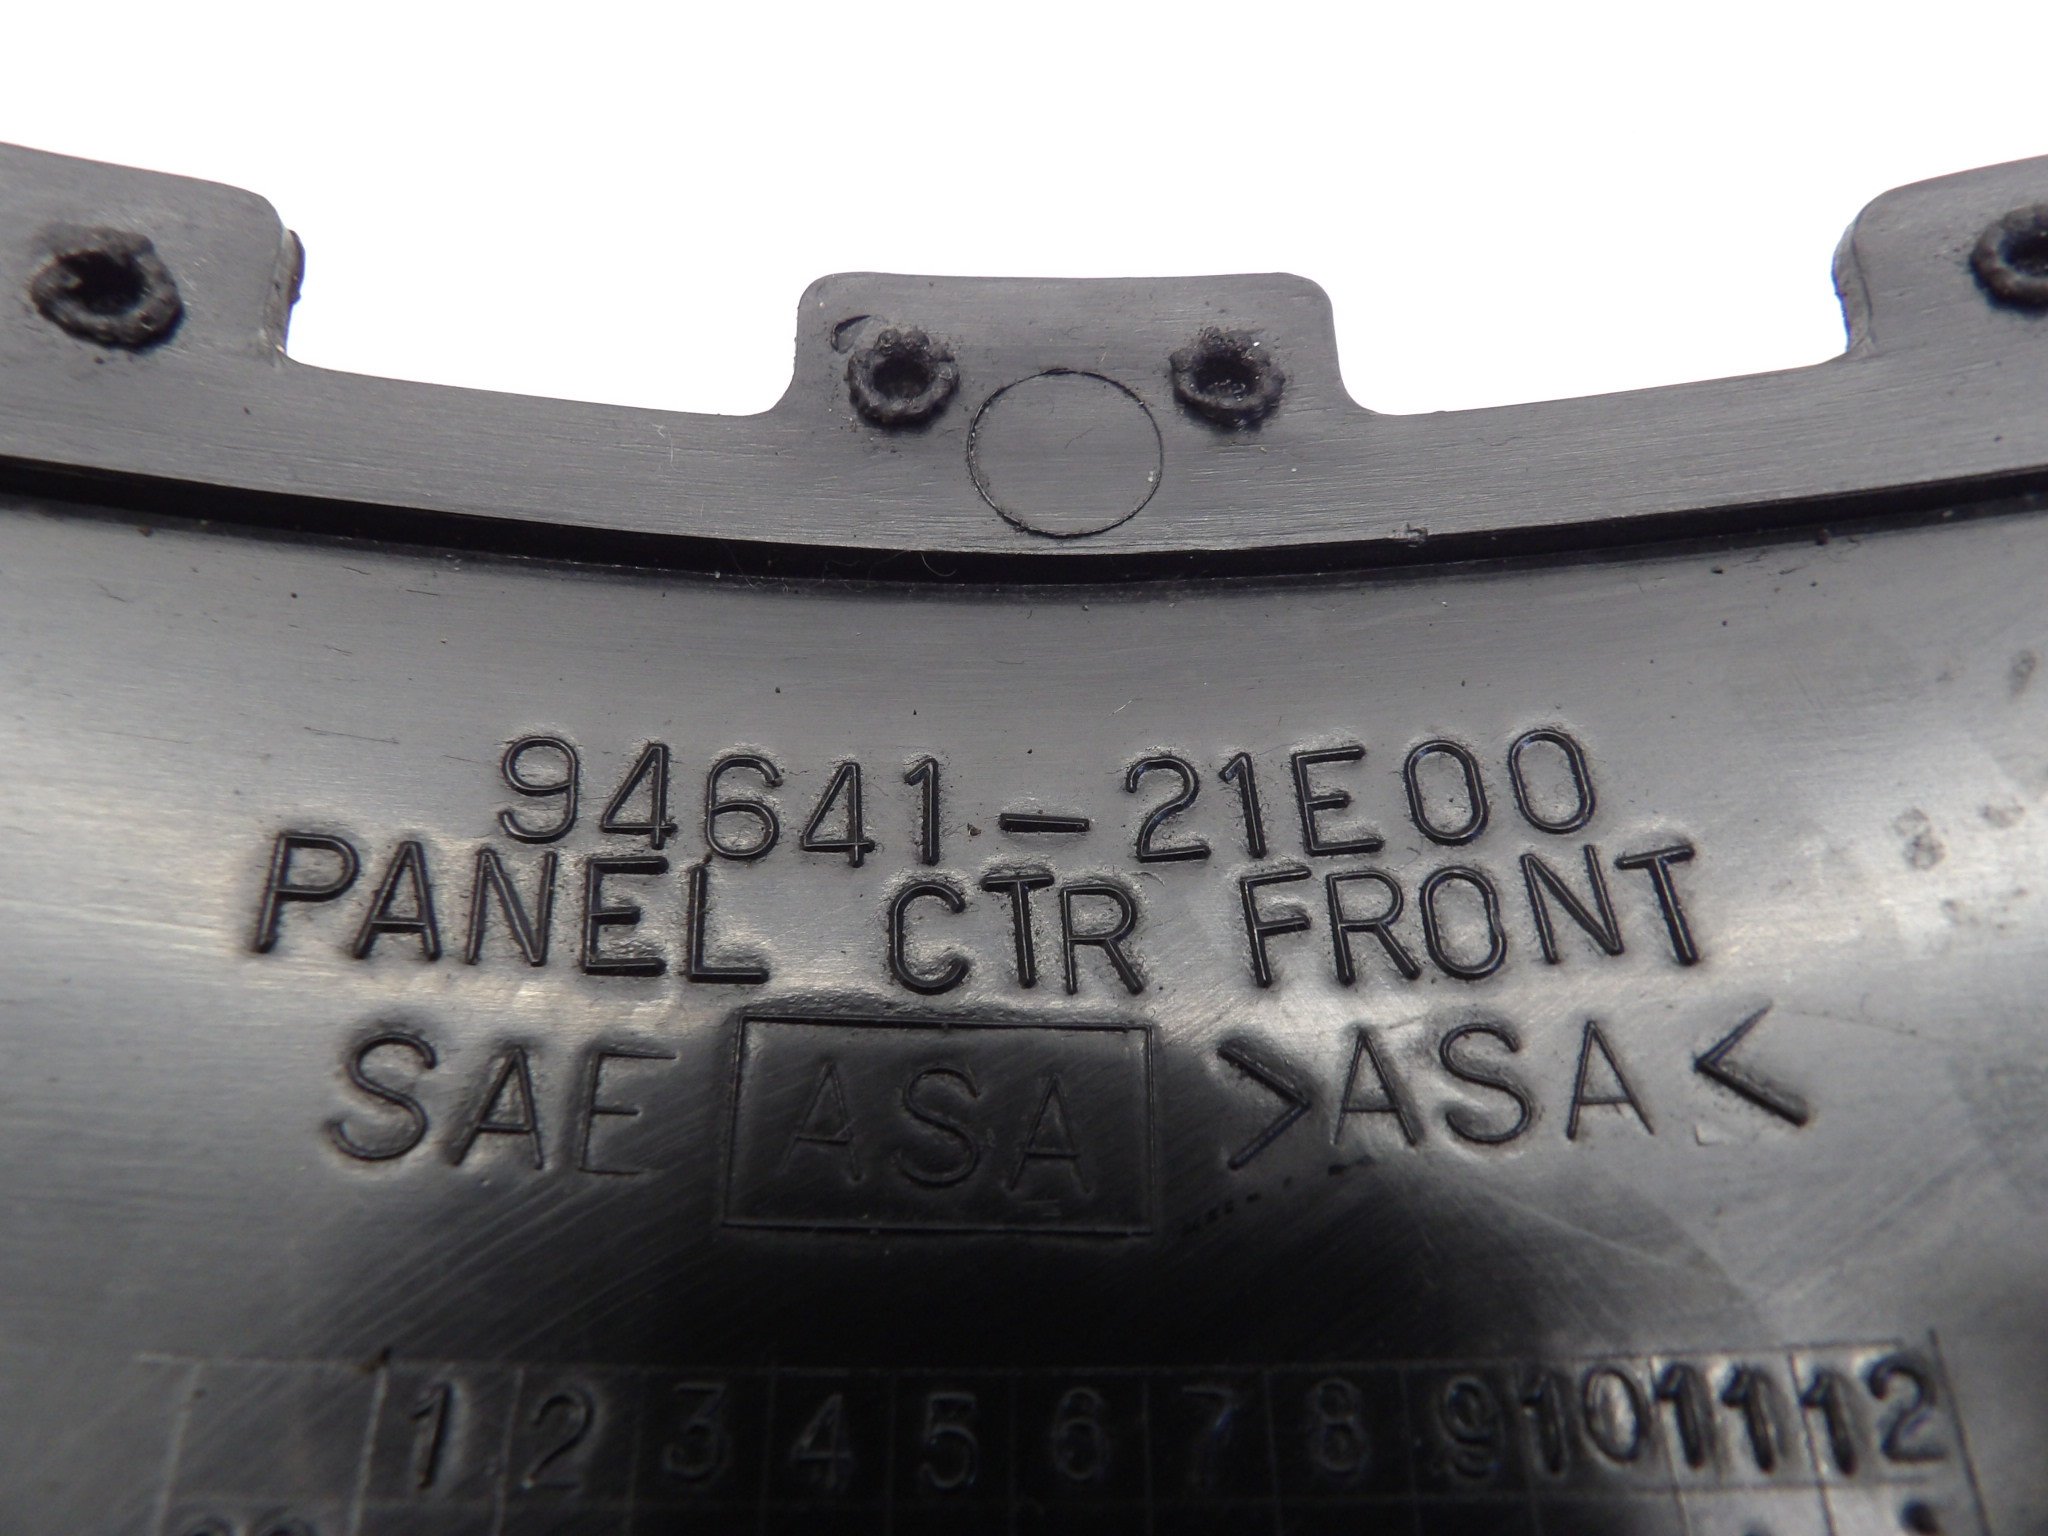 94641-21E00
PANEL CTR FRONT
SAE ASA >ASA<
1 2 3 4 5 6 7 8 9 10 11 12